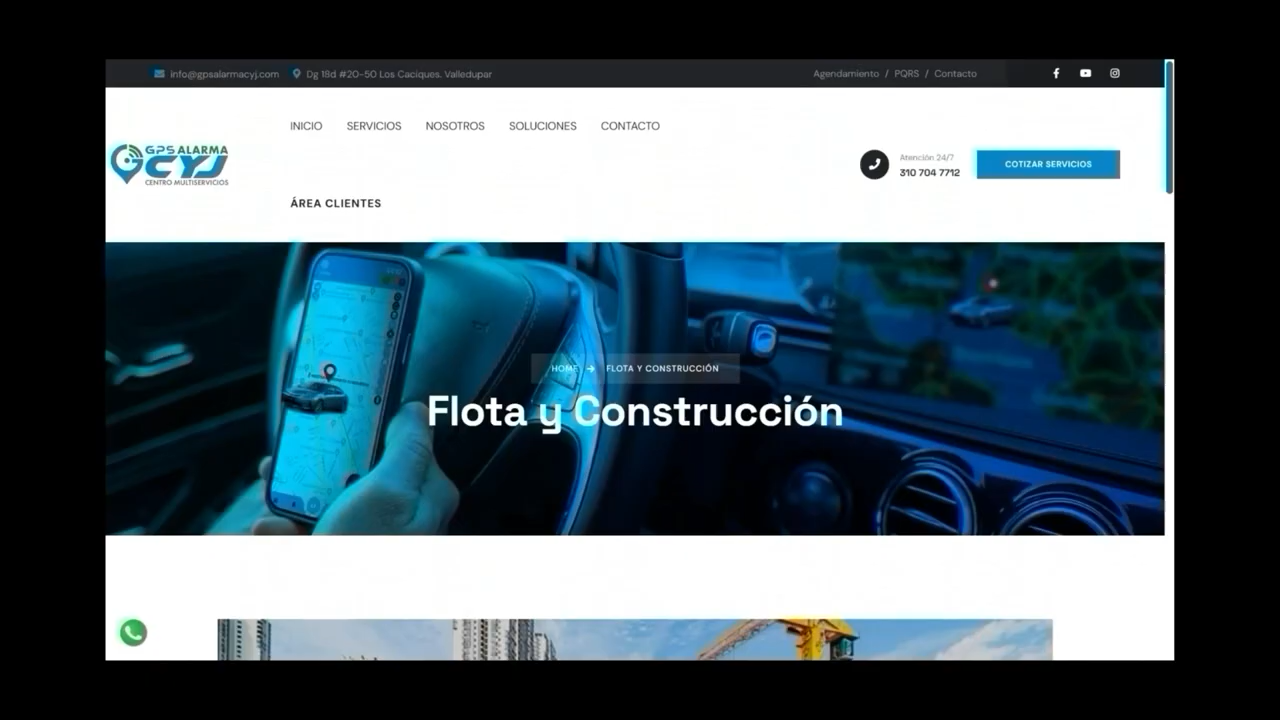 info@gpsalarmacyj.com Dg 18d #20-50 Los Caciques. Valledupar
Agendamiento / PQRS / Contacto
INICIO SERVICIOS NOSOTROS SOLUCIONES CONTACTO
GPS ALARMA
CYJ
CENTRO MULTISERVICIOS
Atención 24/7
310 704 7712
COTIZAR SERVICIOS
ÁREA CLIENTES
HOME → FLOTA Y CONSTRUCCIÓN
Flota y Construcción